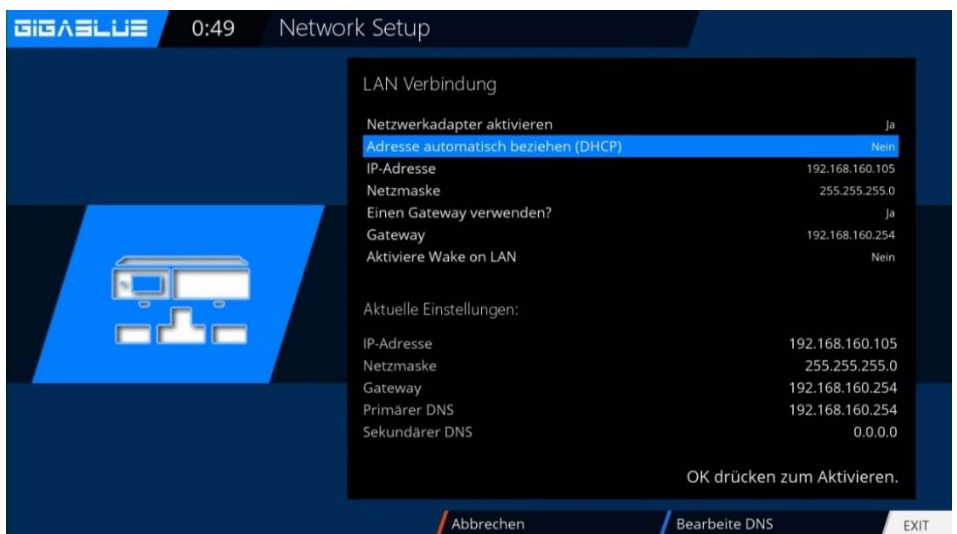 GIGABLUE 0:49 Network Setup
LAN Verbindung
Netzwerkadapter aktivieren Ja
Adresse automatisch beziehen (DHCP) Nein
IP-Adresse 192.168.160.105
Netzmaske 255.255.255.0
Einen Gateway verwenden? Ja
Gateway 192.168.160.254
Aktiviere Wake on LAN Nein
Aktuelle Einstellungen:
IP-Adresse 192.168.160.105
Netzmaske 255.255.255.0
Gateway 192.168.160.254
Primärer DNS 192.168.160.254
Sekundärer DNS 0.0.0.0
OK drücken zum Aktivieren.
Abbrechen Bearbeite DNS EXIT